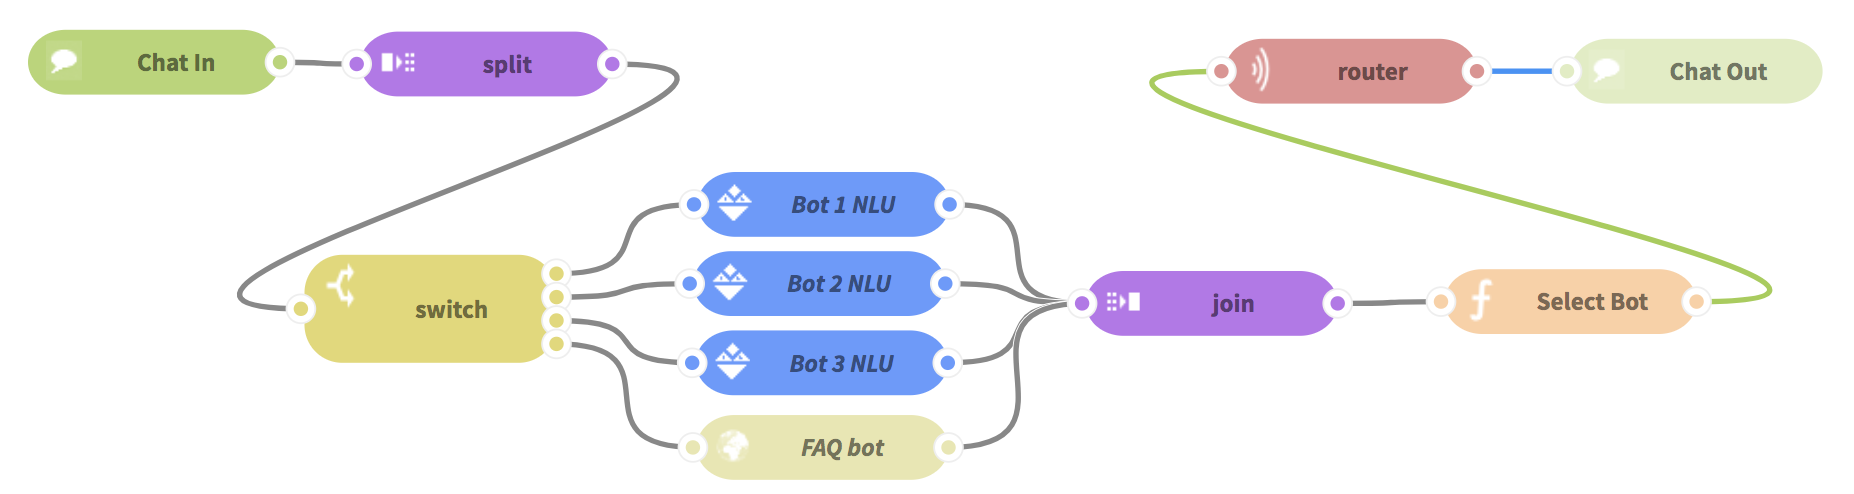 Chat In
split
router
Chat Out
Bot 1 NLU
Bot 2 NLU
switch
join
Select Bot
Bot 3 NLU
FAQ bot